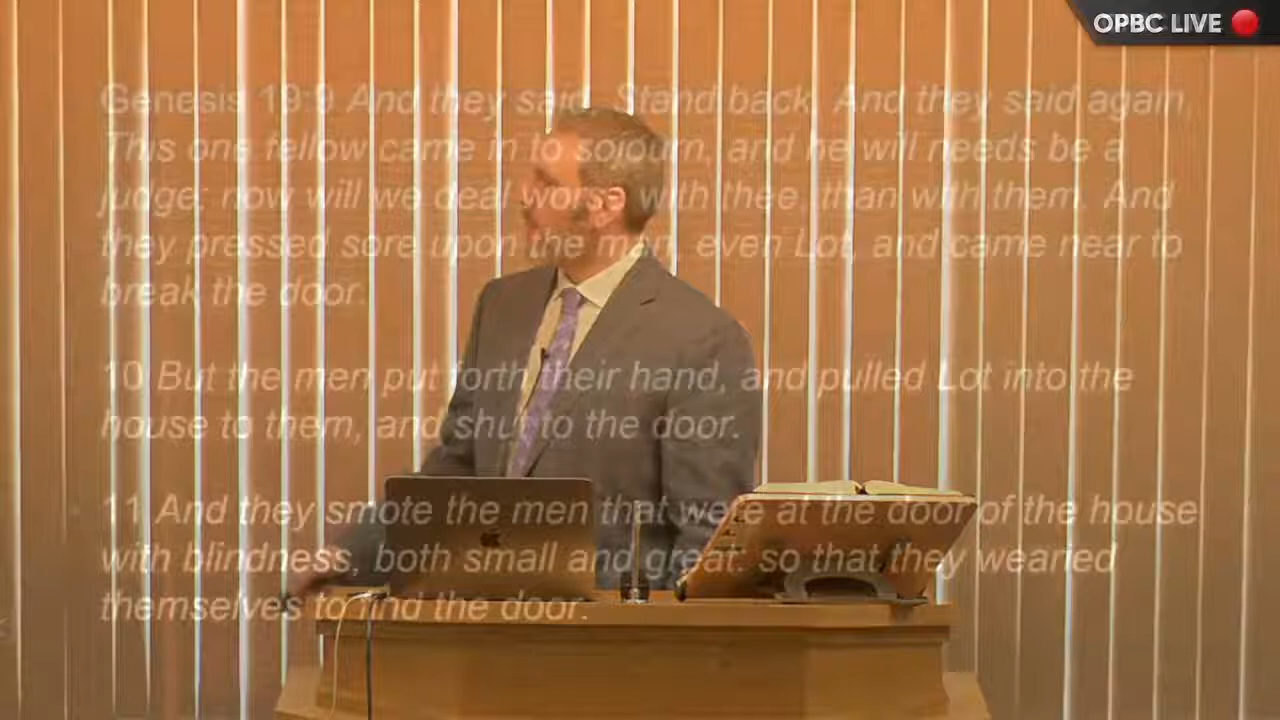 OPBC LIVE
Genesis 19:9 And they said, Stand back. And they said again,
This one fellow came in to sojourn, and he will needs be a
judge: now will we deal worse with thee, than with them. And
they pressed sore upon the man, even Lot, and came near to
break the door.
10 But the men put forth their hand, and pulled Lot into the
house to them, and shut to the door.
11 And they smote the men that were at the door of the house
with blindness, both small and great: so that they wearied
themselves to find the door.